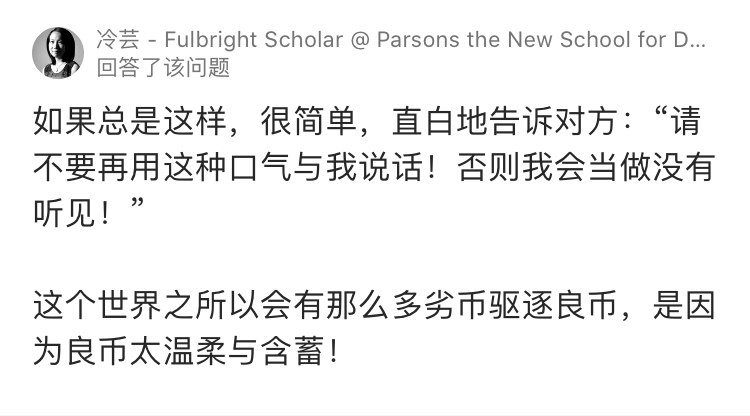 冷芸 - Fulbright Scholar @ Parsons the New School for D...
回答了该问题
如果总是这样，很简单，直白地告诉对方：“请
不要再用这种口气与我说话！否则我会当做没有
听见！”
这个世界之所以会有那么多劣币驱逐良币，是因
为良币太温柔与含蓄！